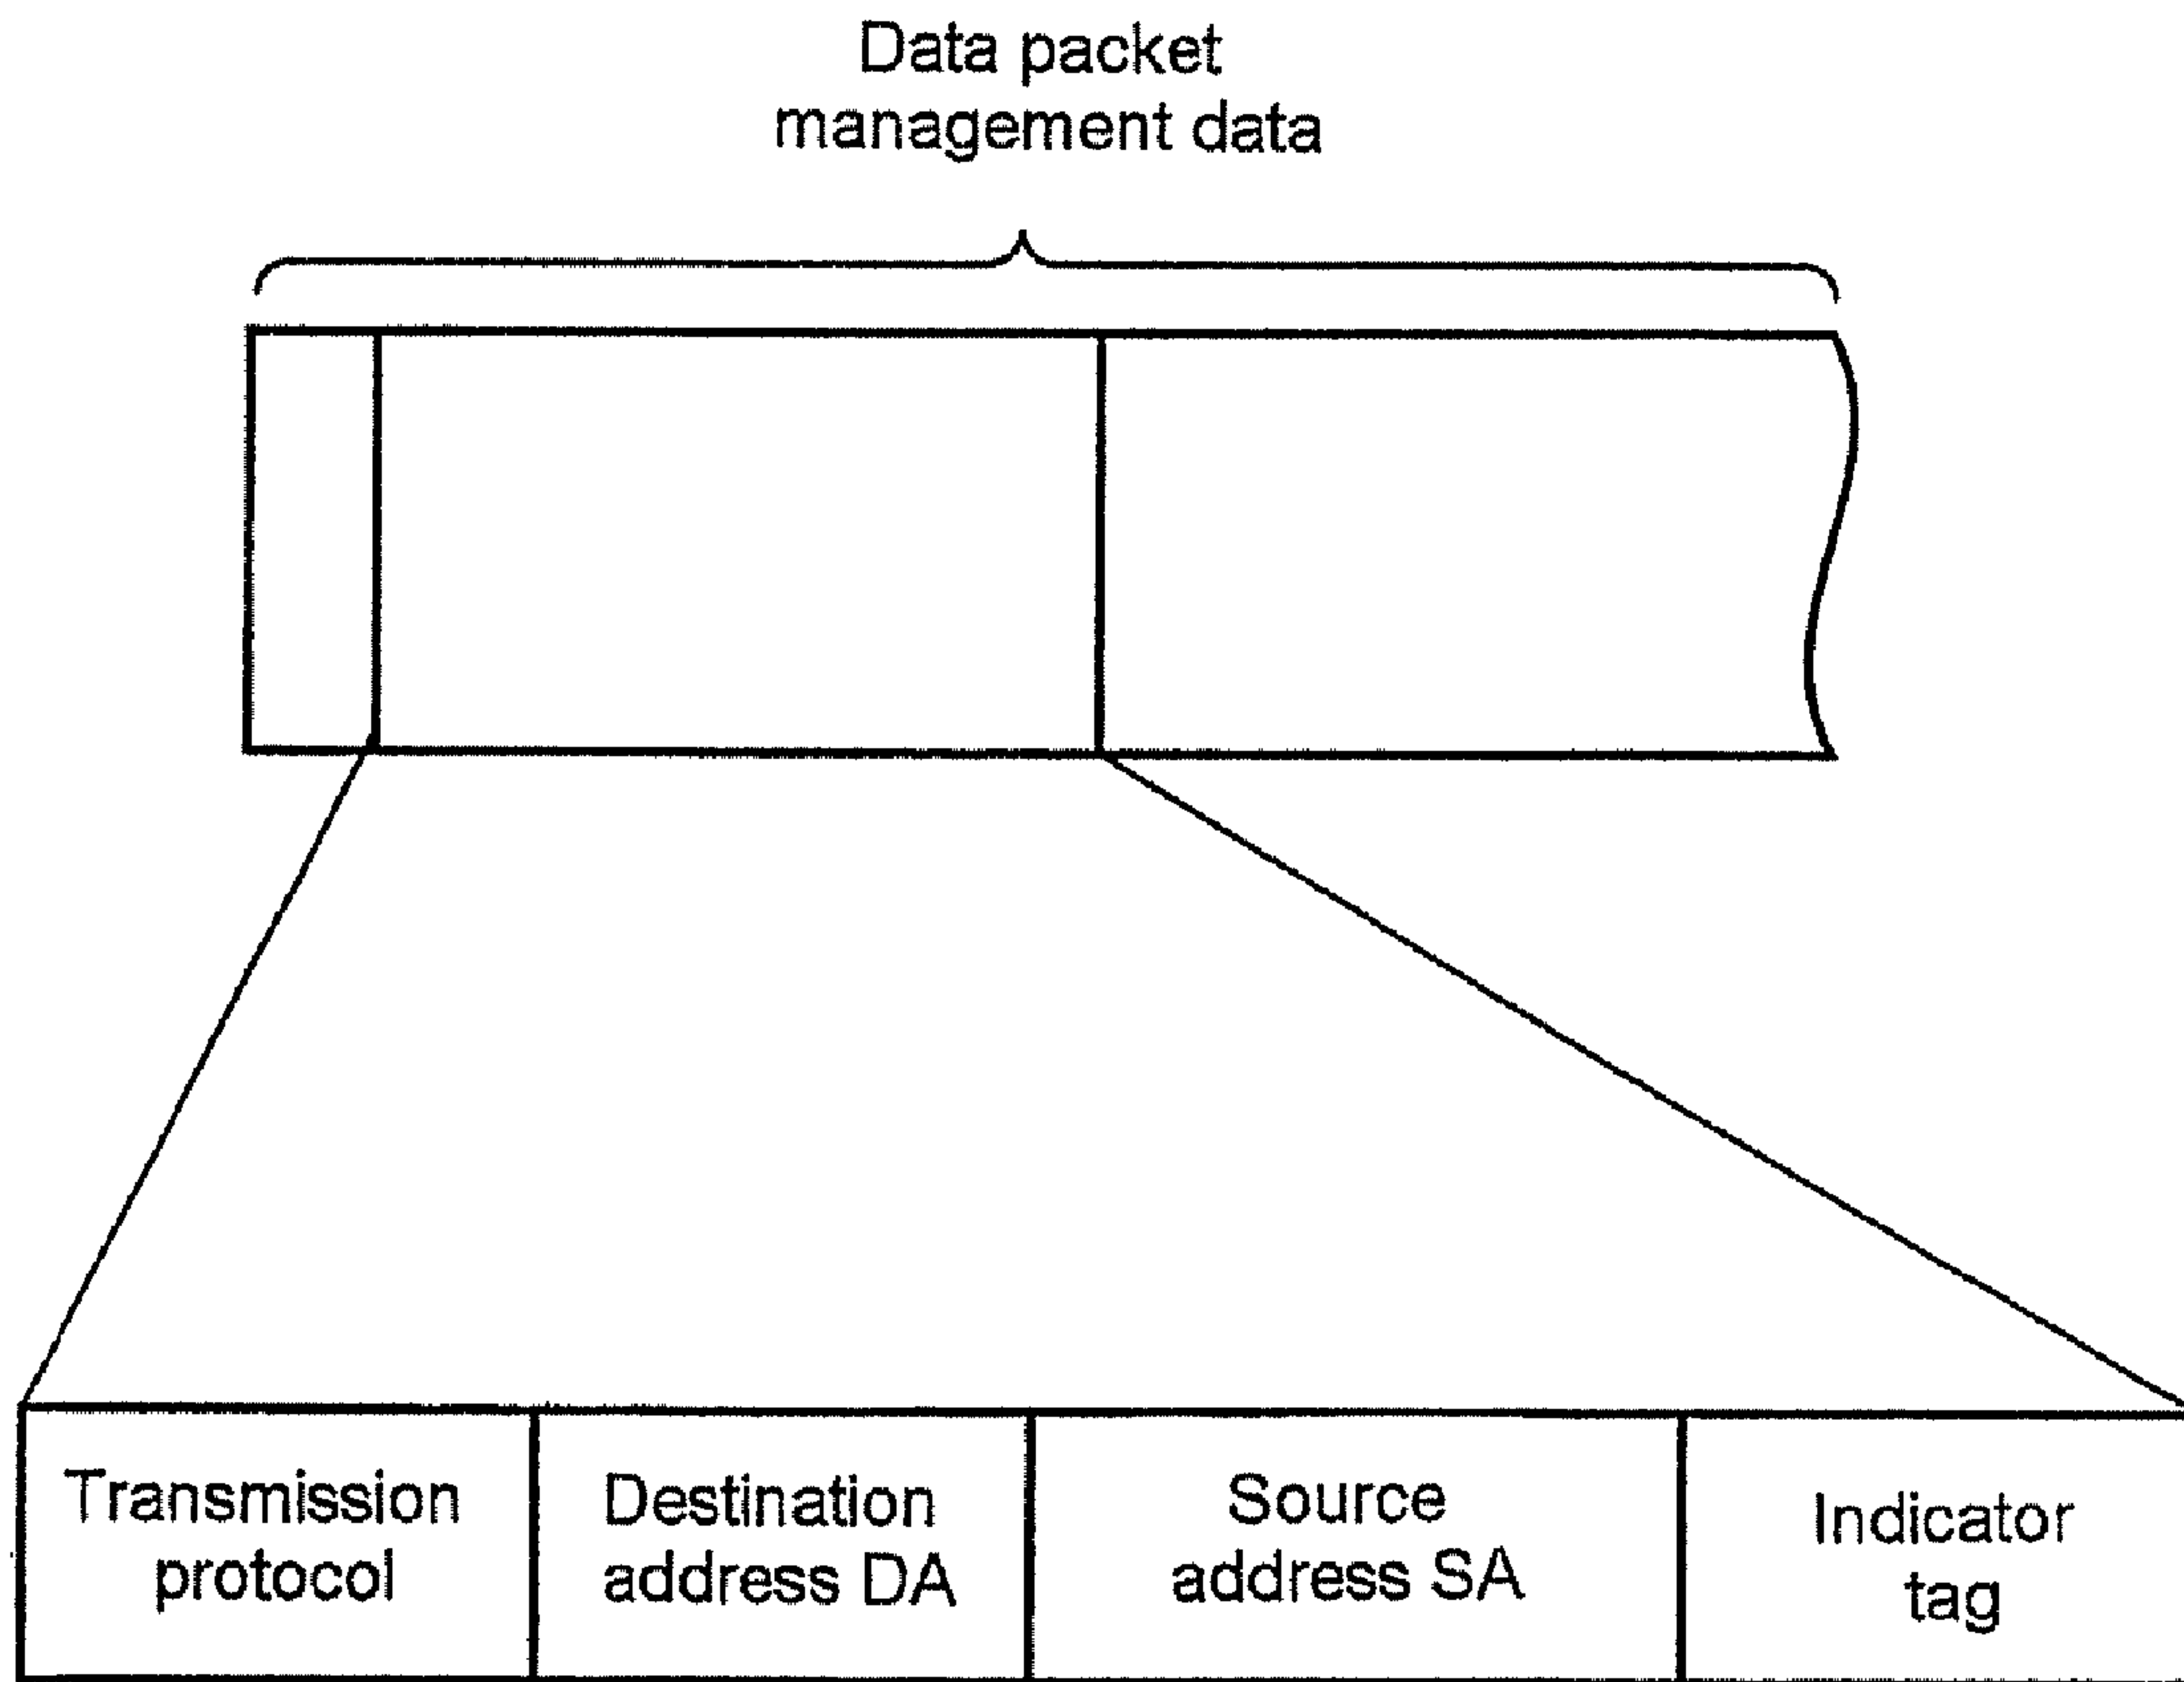 Data packet
management data
Transmission
protocol
Destination
address DA
Source
address SA
Indicator
tag